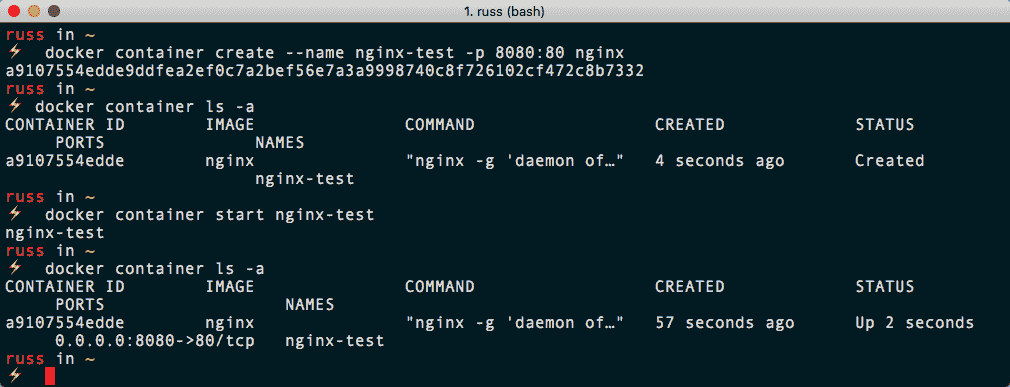 1. russ (bash)
russ in ~
⚡ docker container create --name nginx-test -p 8080:80 nginx
a9107554edde9ddfea2ef0c7a2bef56e7a3a9998740c8f726102cf472c8b7332
russ in ~
⚡ docker container ls -a
CONTAINER ID        IMAGE               COMMAND                  CREATED             STATUS
     PORTS               NAMES
a9107554edde        nginx               "nginx -g 'daemon of…"   4 seconds ago       Created
                         nginx-test
russ in ~
⚡ docker container start nginx-test
nginx-test
russ in ~
⚡ docker container ls -a
CONTAINER ID        IMAGE               COMMAND                  CREATED             STATUS
     PORTS                  NAMES
a9107554edde        nginx               "nginx -g 'daemon of…"   57 seconds ago      Up 2 seconds
     0.0.0.0:8080->80/tcp   nginx-test
russ in ~
⚡